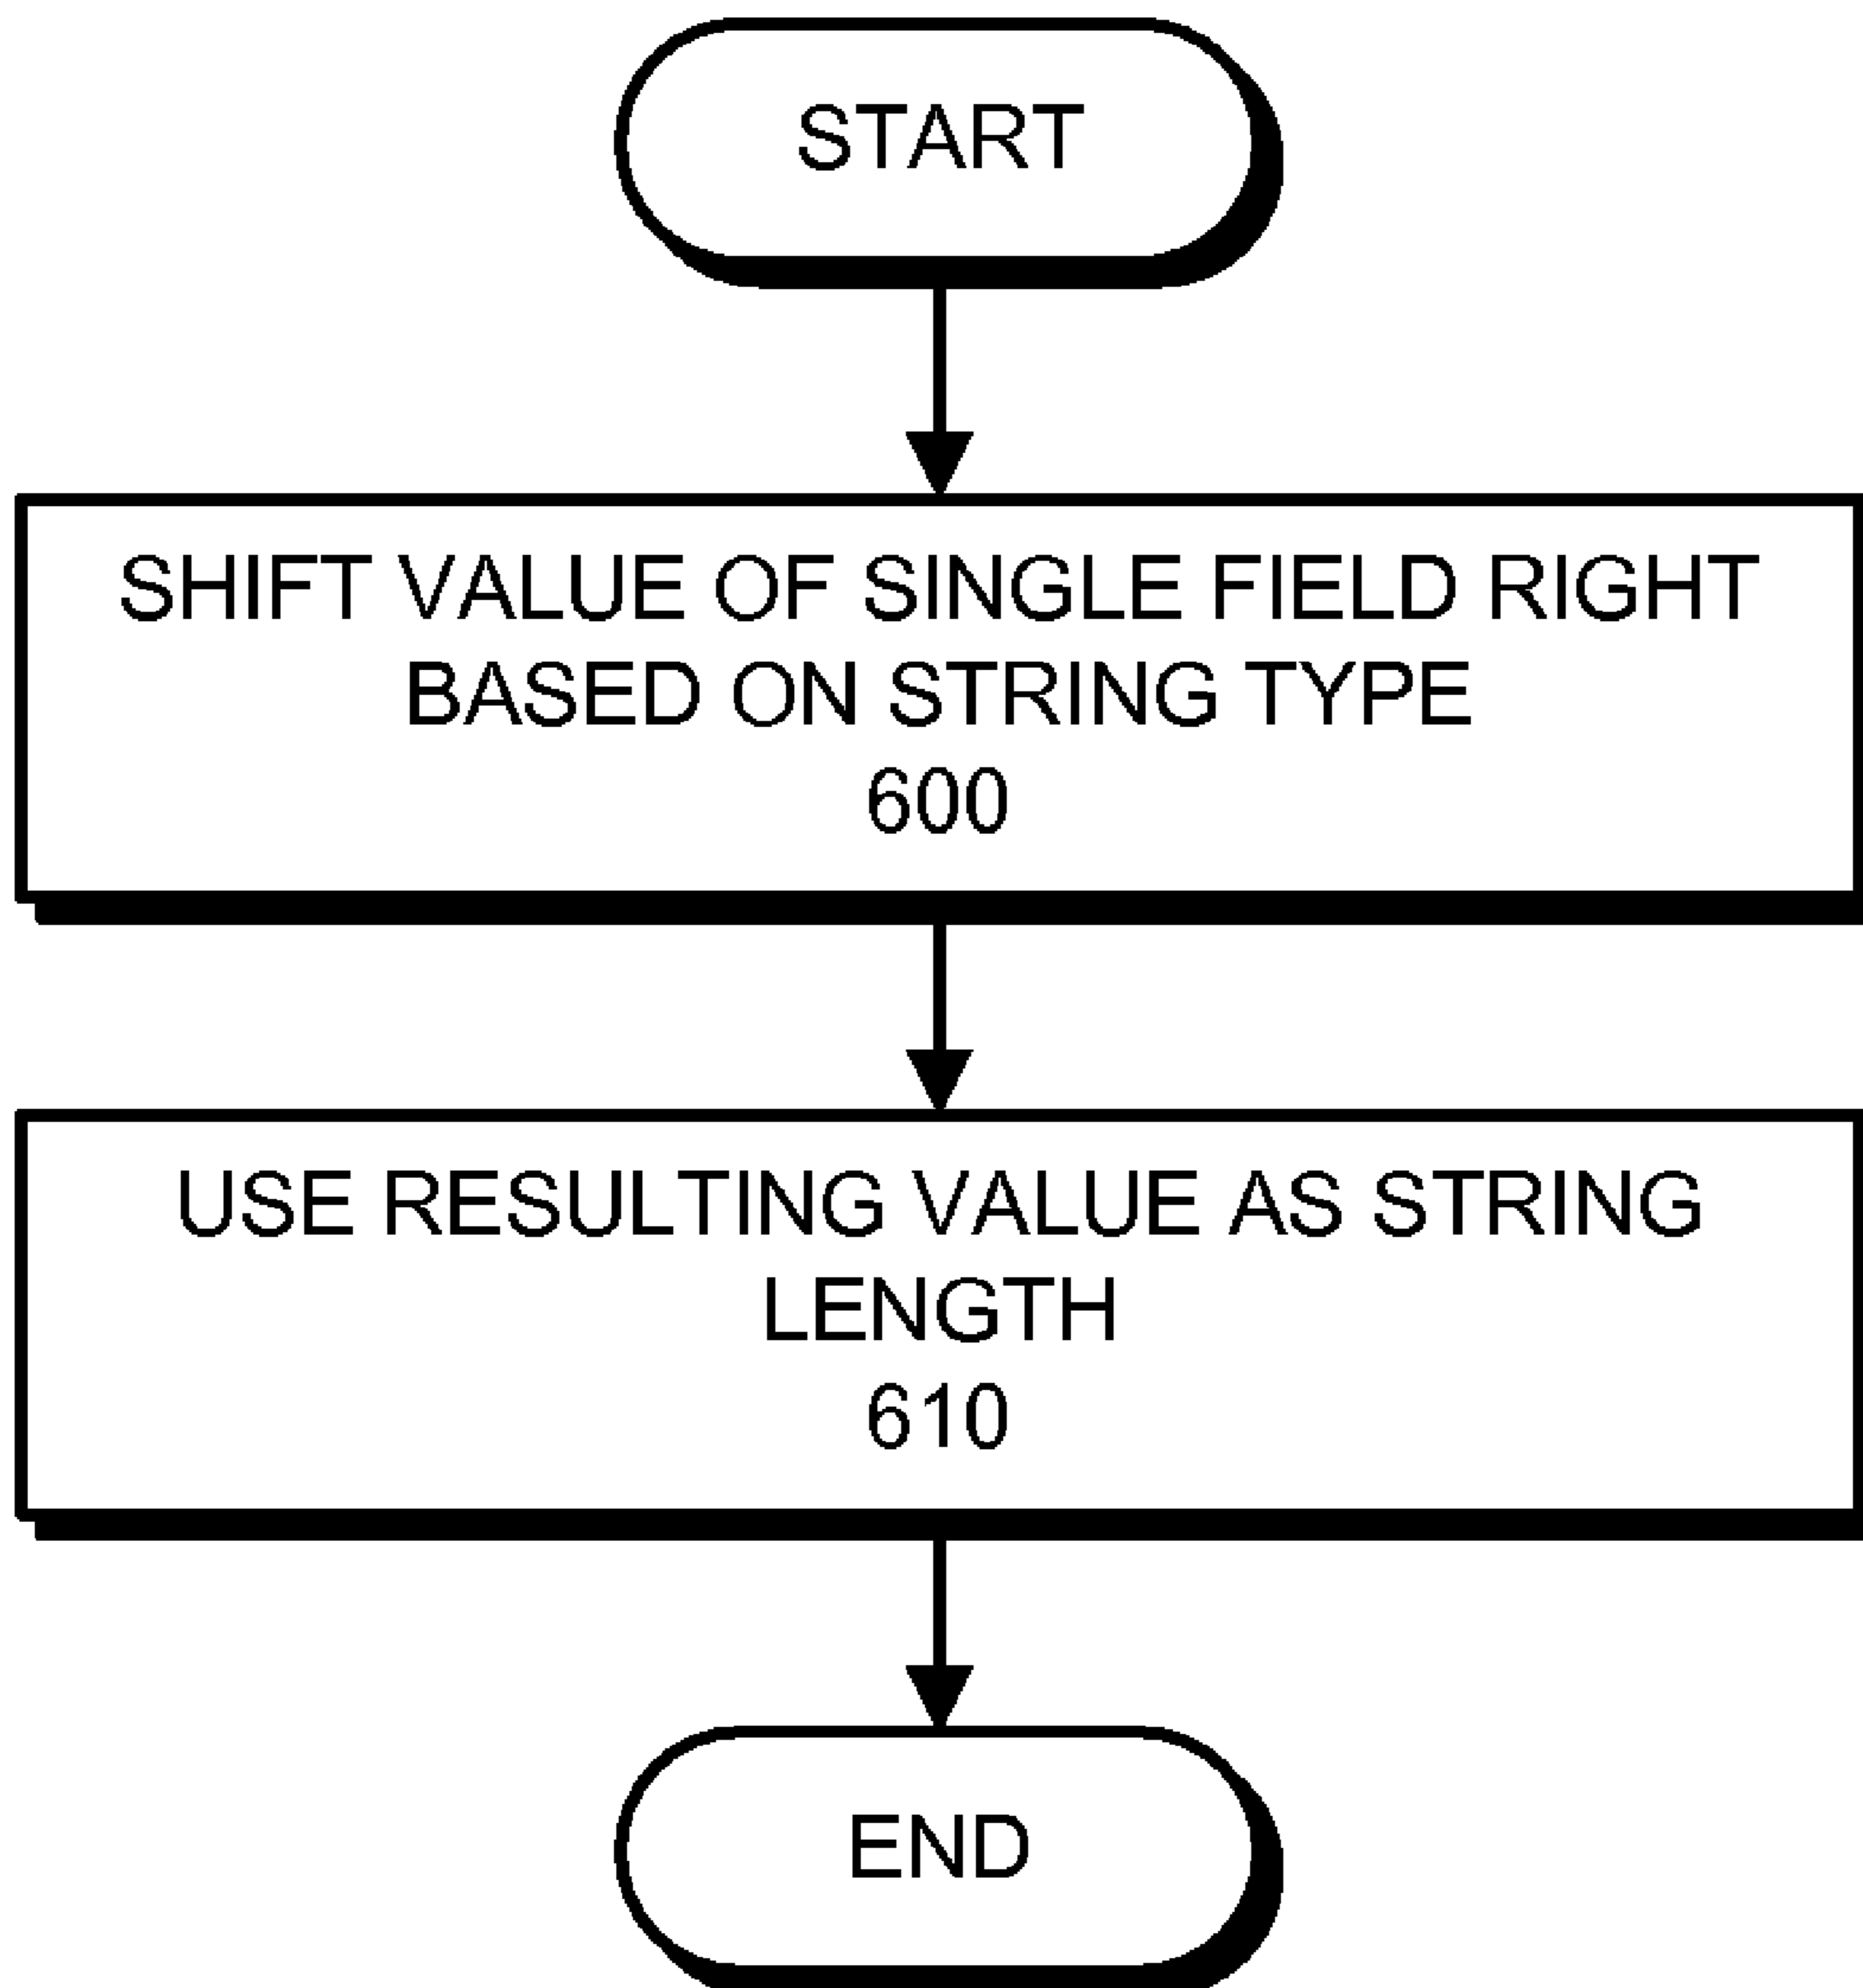 START
SHIFT VALUE OF SINGLE FIELD RIGHT
BASED ON STRING TYPE
600
USE RESULTING VALUE AS STRING
LENGTH
610
END